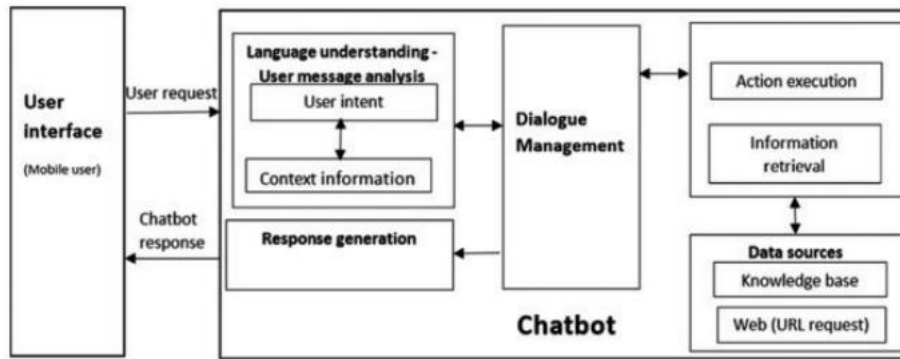 User
interface
(Mobile user)
User request
Chatbot
response
Language understanding -
User message analysis
User intent
Context information
Response generation
Dialogue
Management
Action execution
Information
retrieval
Data sources
Knowledge base
Web (URL request)
Chatbot